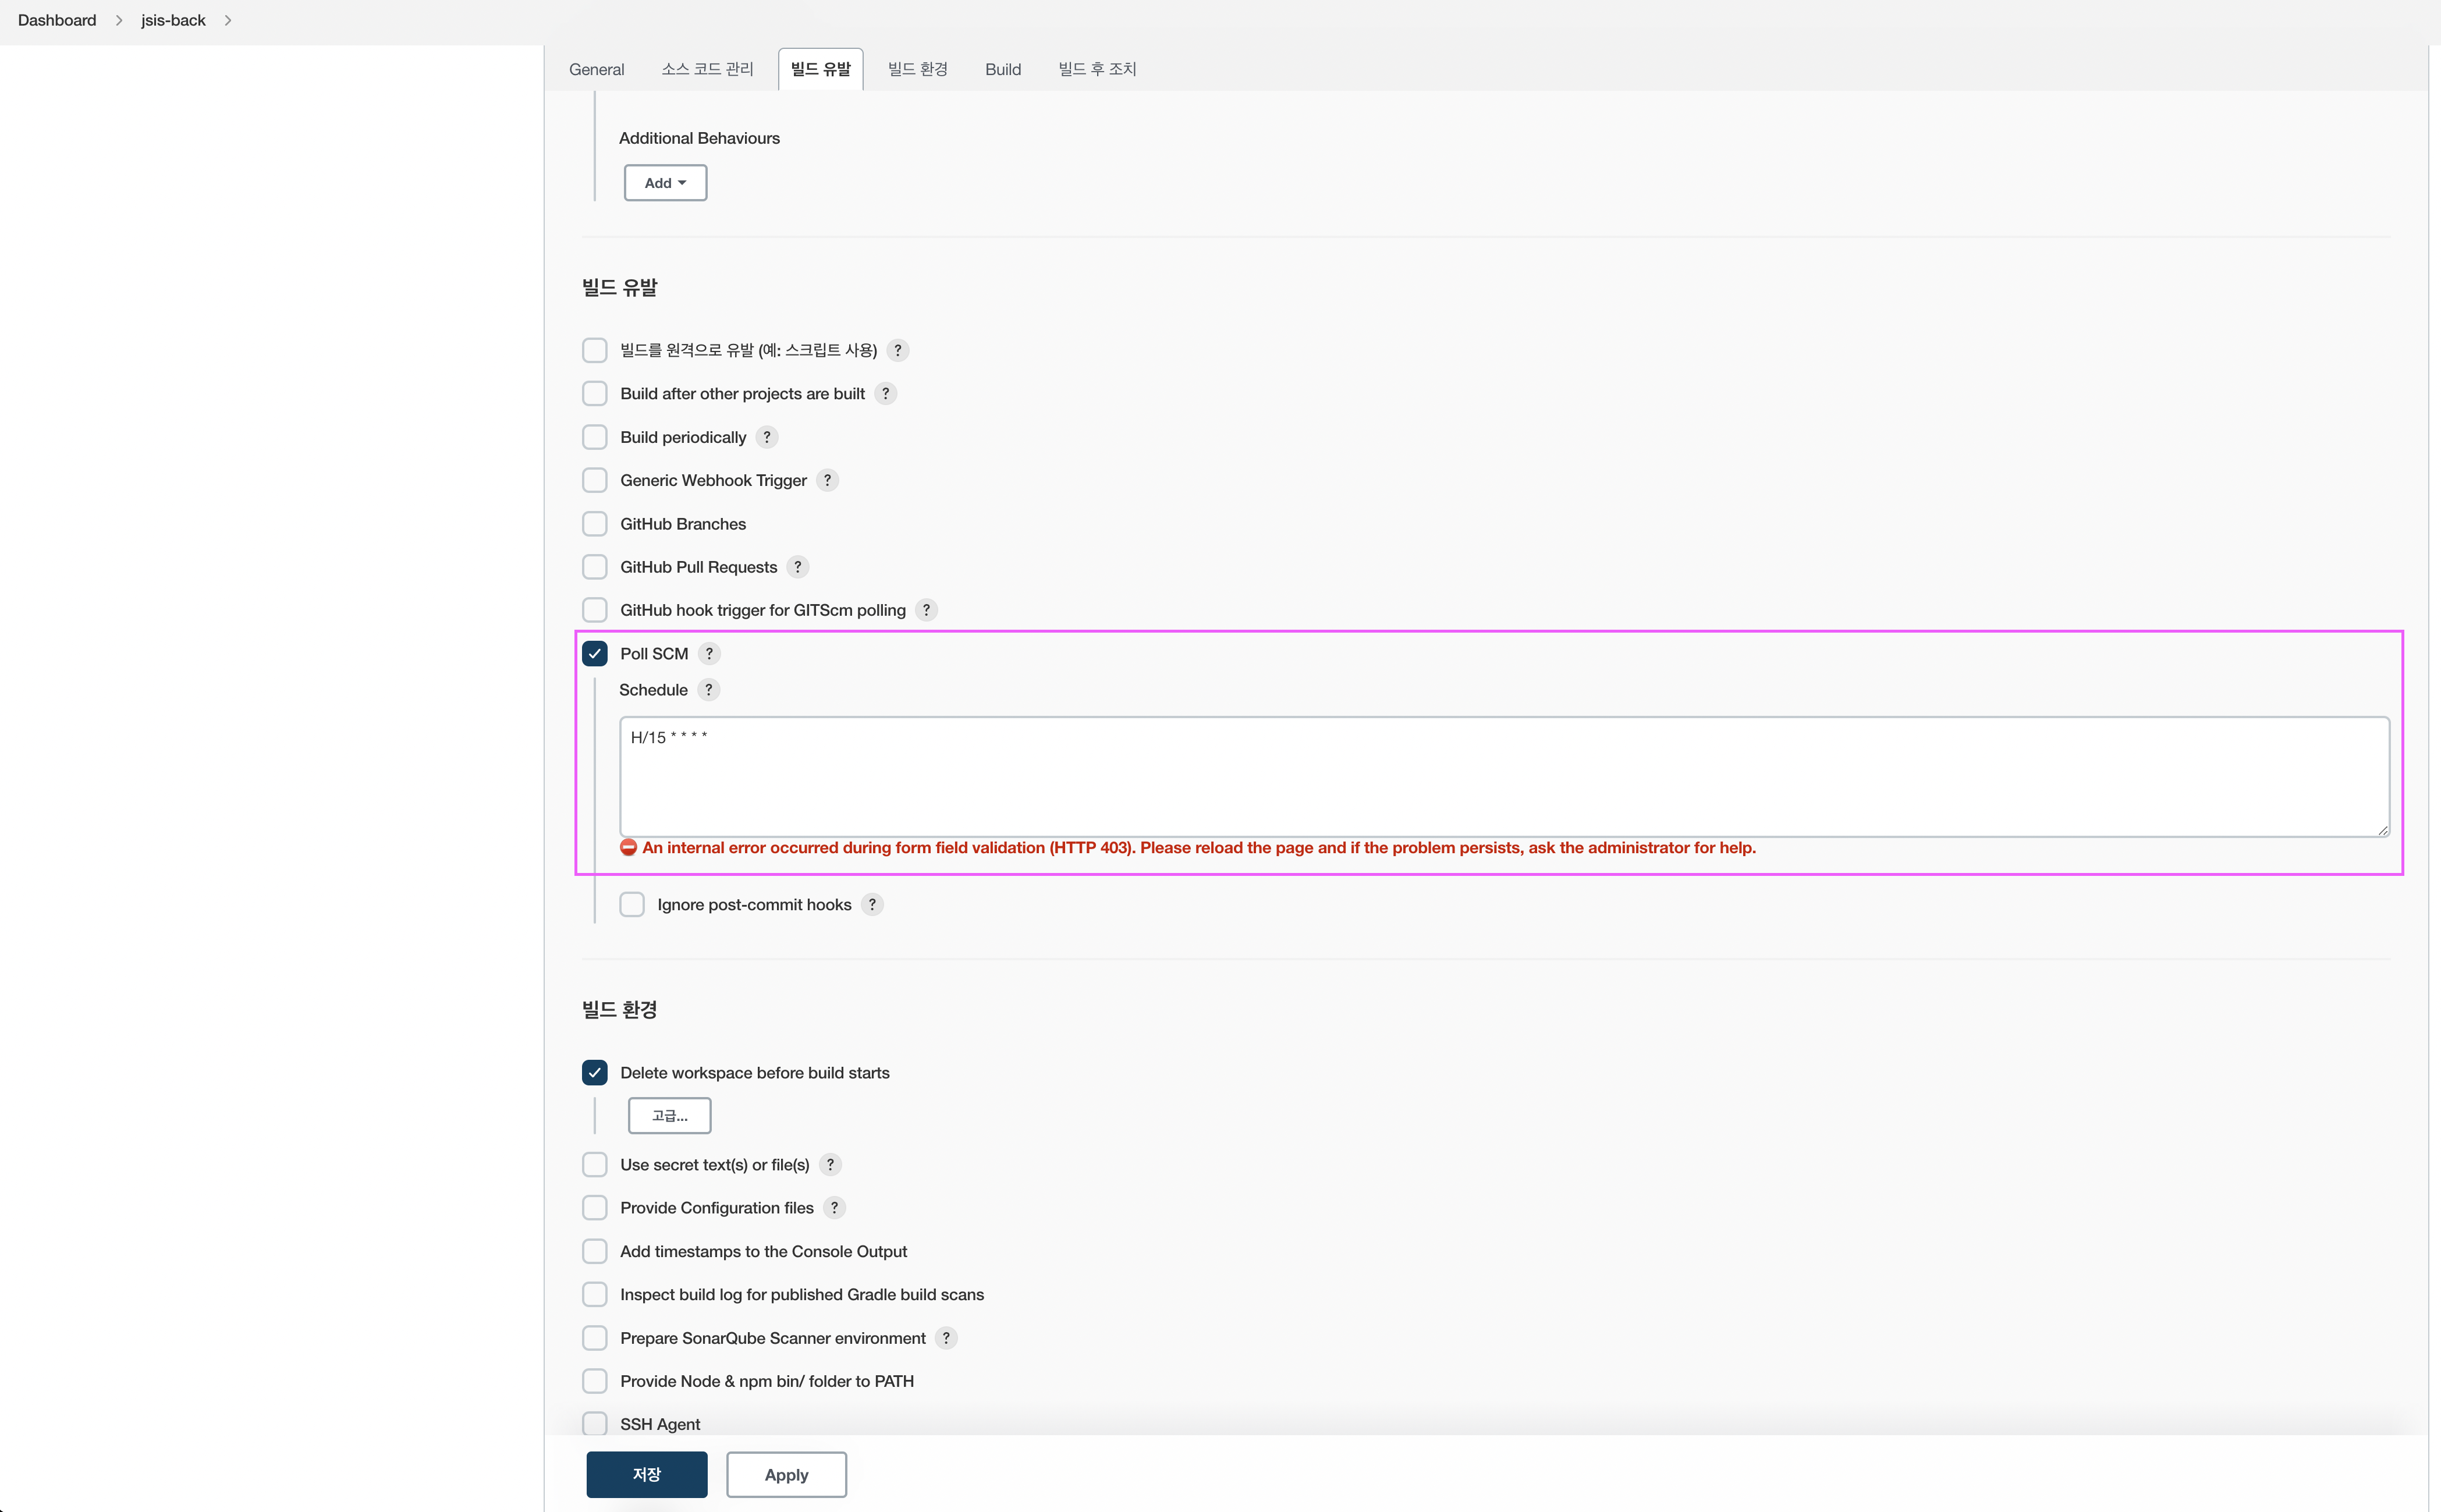 Dashboard > jsis-back >
General 소스 코드 관리 빌드 유발 빌드 환경 Build 빌드 후 조치
Additional Behaviours
Add
빌드 유발
빌드를 원격으로 유발 (예: 스크립트 사용) ?
Build after other projects are built ?
Build periodically ?
Generic Webhook Trigger ?
GitHub Branches
GitHub Pull Requests ?
GitHub hook trigger for GITScm polling ?
Poll SCM ?
Schedule ?
H/15 * * * *
An internal error occurred during form field validation (HTTP 403). Please reload the page and if the problem persists, ask the administrator for help.
Ignore post-commit hooks ?
빌드 환경
Delete workspace before build starts
고급...
Use secret text(s) or file(s) ?
Provide Configuration files ?
Add timestamps to the Console Output
Inspect build log for published Gradle build scans
Prepare SonarQube Scanner environment ?
Provide Node & npm bin/ folder to PATH
SSH Agent
저장 Apply